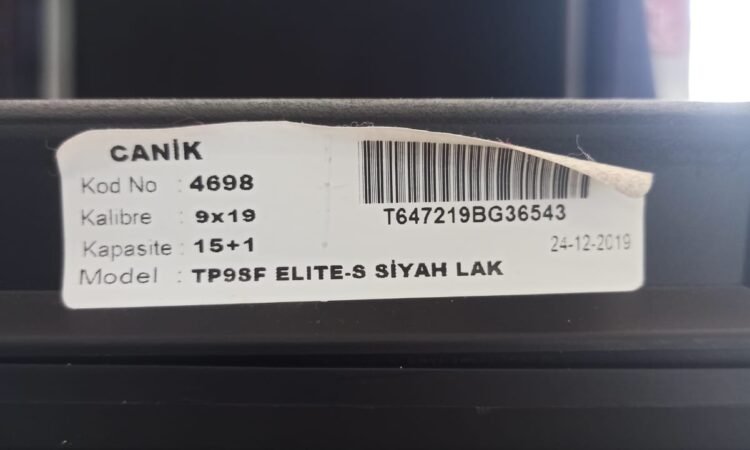 CANİK
Kod No : 4698
Kalibre : 9x19
Kapasite : 15+1
Model : TP9SF ELITE-S SİYAH LAK
T647219BG36543
24-12-2019